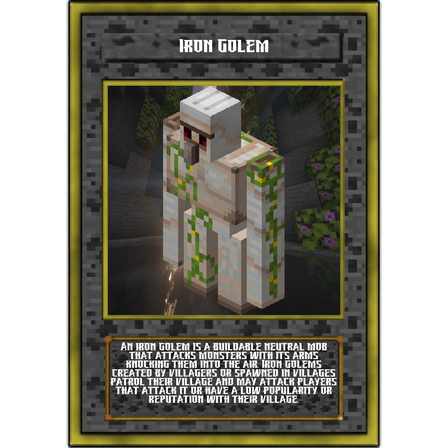 Iron Golem
An Iron Golem is a buildable neutral mob
that attacks monsters with its arms
knocking them into the air. Iron Golems
created by villagers or spawned in villages
patrol their village and may attack players
that attack it or have a low popularity or
reputation with their village